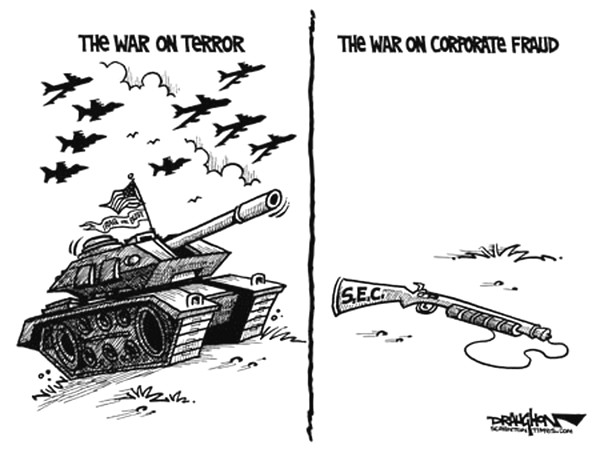 THE WAR ON TERROR
THE WAR ON CORPORATE FRAUD
S.E.C.
DRAUGHON
SCRANTON TIMES.COM